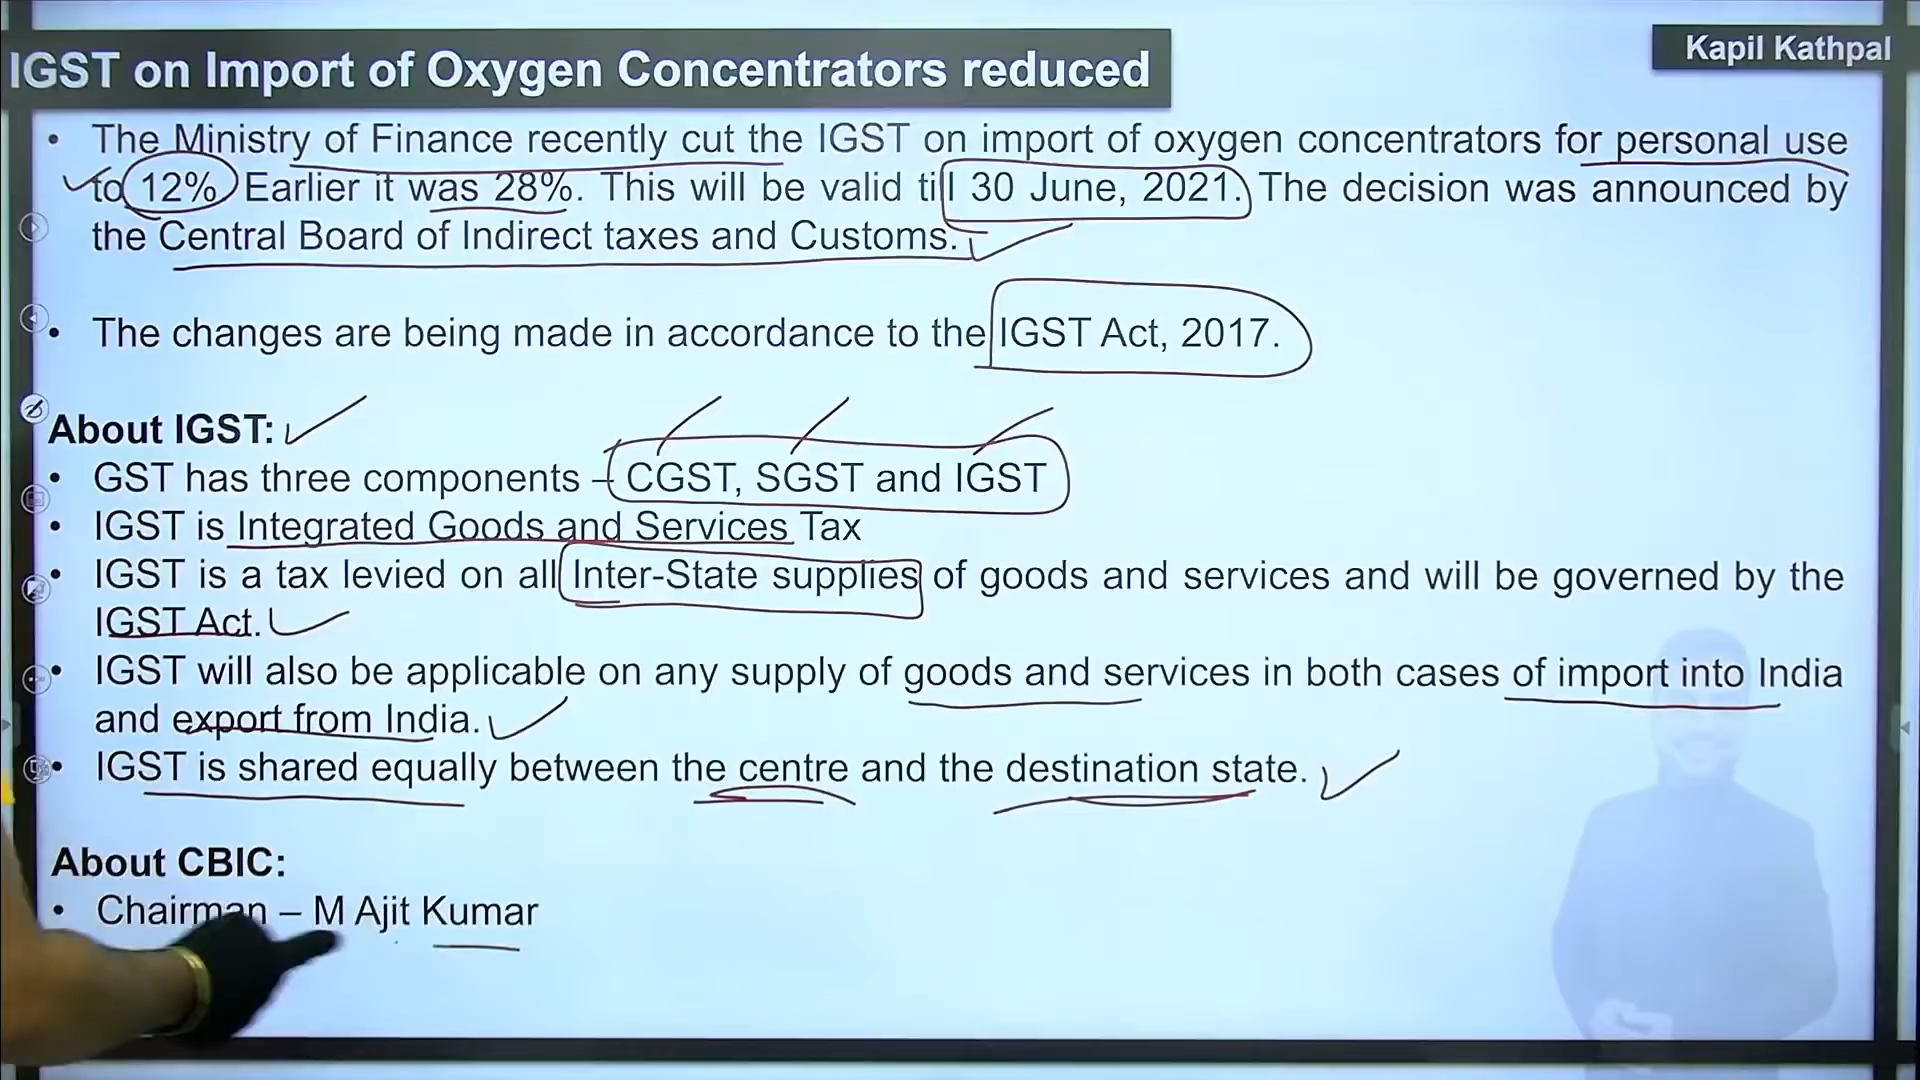 IGST on Import of Oxygen Concentrators reduced
Kapil Kathpal
• The Ministry of Finance recently cut the IGST on import of oxygen concentrators for personal use
to 12% Earlier it was 28%. This will be valid till 30 June, 2021. The decision was announced by
the Central Board of Indirect taxes and Customs.
• The changes are being made in accordance to the IGST Act, 2017.
About IGST:
• GST has three components – CGST, SGST and IGST
• IGST is Integrated Goods and Services Tax
• IGST is a tax levied on all Inter-State supplies of goods and services and will be governed by the
IGST Act.
• IGST will also be applicable on any supply of goods and services in both cases of import into India
and export from India.
• IGST is shared equally between the centre and the destination state.
About CBIC:
• Chairman – M Ajit Kumar